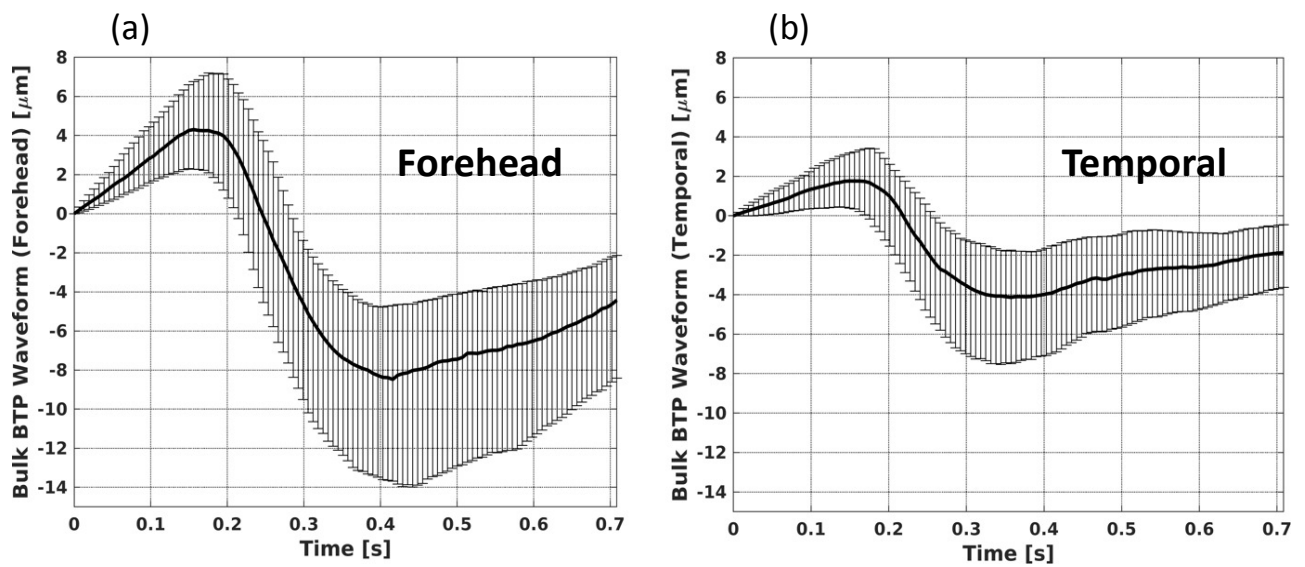 (a)
Bulk BTP Waveform (Forehead) [μm]
8
6
4
2
0
-2
-4
-6
-8
-10
-12
-14
Forehead
0 0.1 0.2 0.3 0.4 0.5 0.6 0.7
Time [s]
(b)
Bulk BTP Waveform (Temporal) [μm]
8
6
4
2
0
-2
-4
-6
-8
-10
-12
-14
Temporal
0 0.1 0.2 0.3 0.4 0.5 0.6 0.7
Time [s]